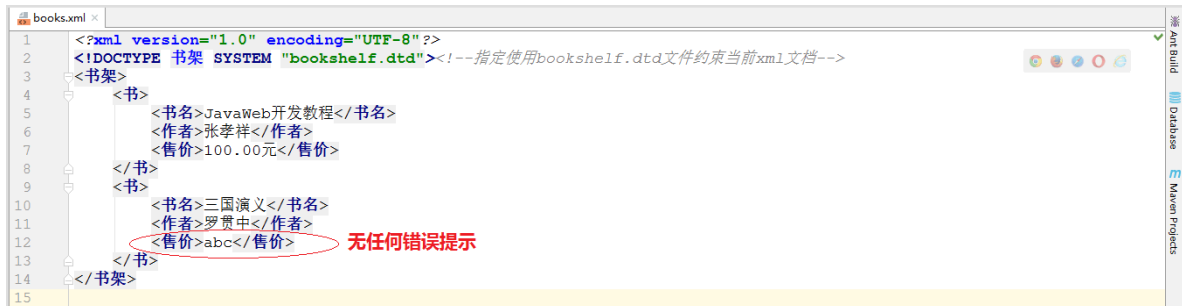 books.xml ×
1 <?xml version="1.0" encoding="UTF-8"?>
2 <!DOCTYPE 书架 SYSTEM "bookshelf.dtd"><!--指定使用bookshelf.dtd文件约束当前xml文档-->
3 <书架>
4 <书>
5 <书名>JavaWeb开发教程</书名>
6 <作者>张孝祥</作者>
7 <售价>100.00元</售价>
8 </书>
9 <书>
10 <书名>三国演义</书名>
11 <作者>罗贯中</作者>
12 <售价>abc</售价> 无任何错误提示
13 </书>
14 </书架>
15
Ant Build
Database
m Maven Projects